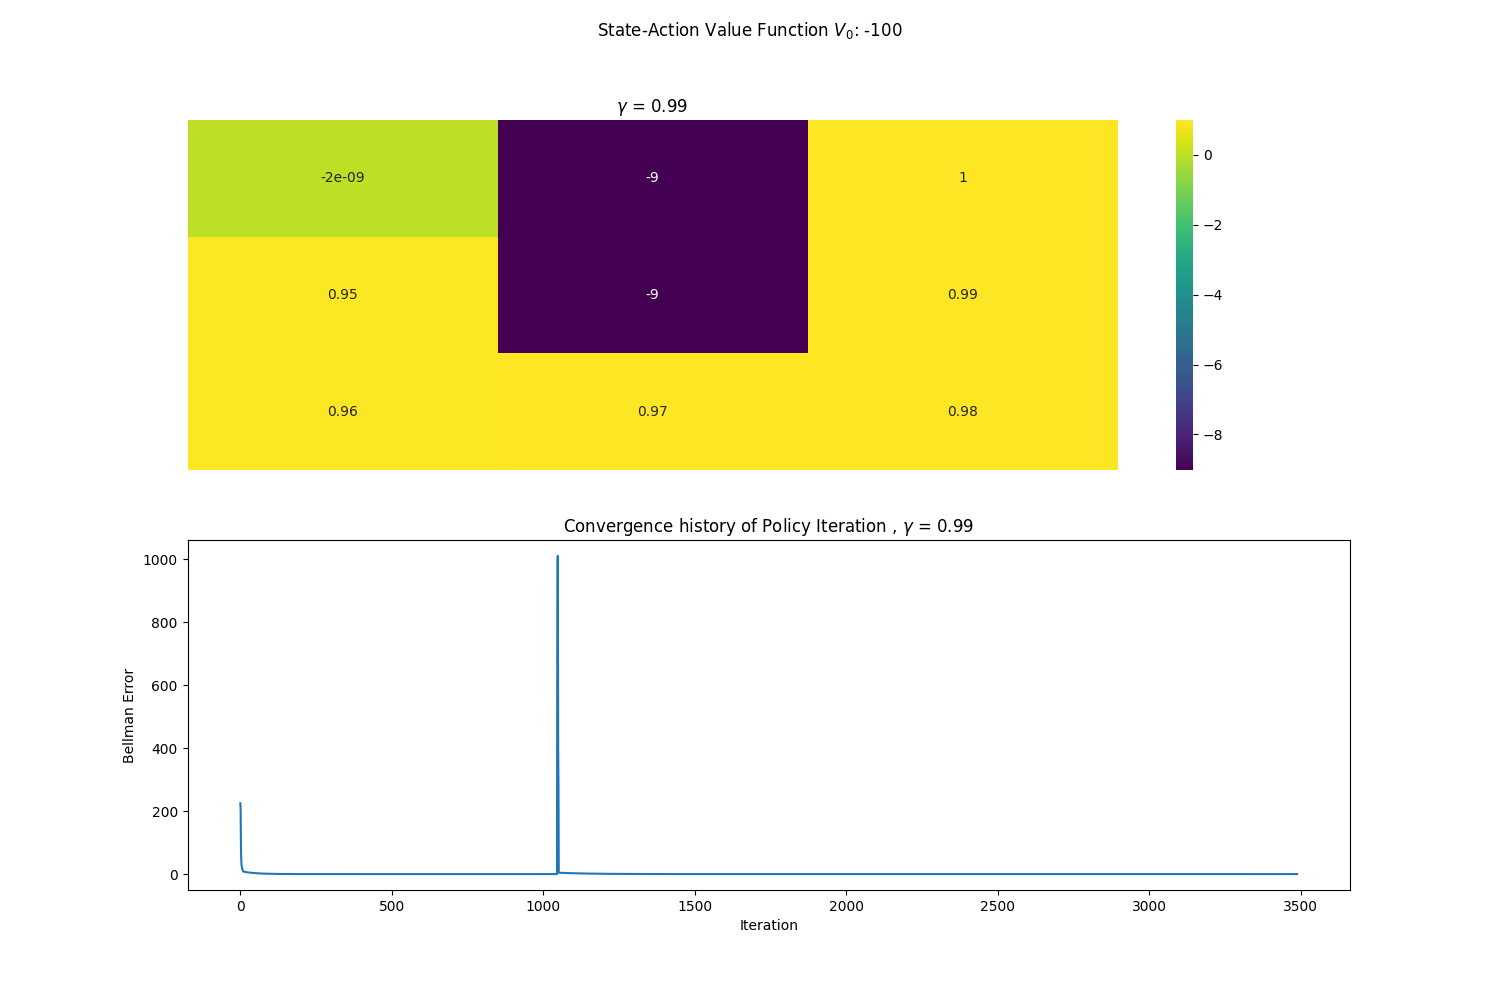 State-Action Value Function $V_0$: -100
γ = 0.99
-2e-09 -9 1
0.95 -9 0.99
0.96 0.97 0.98
0
−2
−4
−6
−8
Convergence history of Policy Iteration , γ = 0.99
Bellman Error
1000
800
600
400
200
0
0 500 1000 1500 2000 2500 3000 3500
Iteration